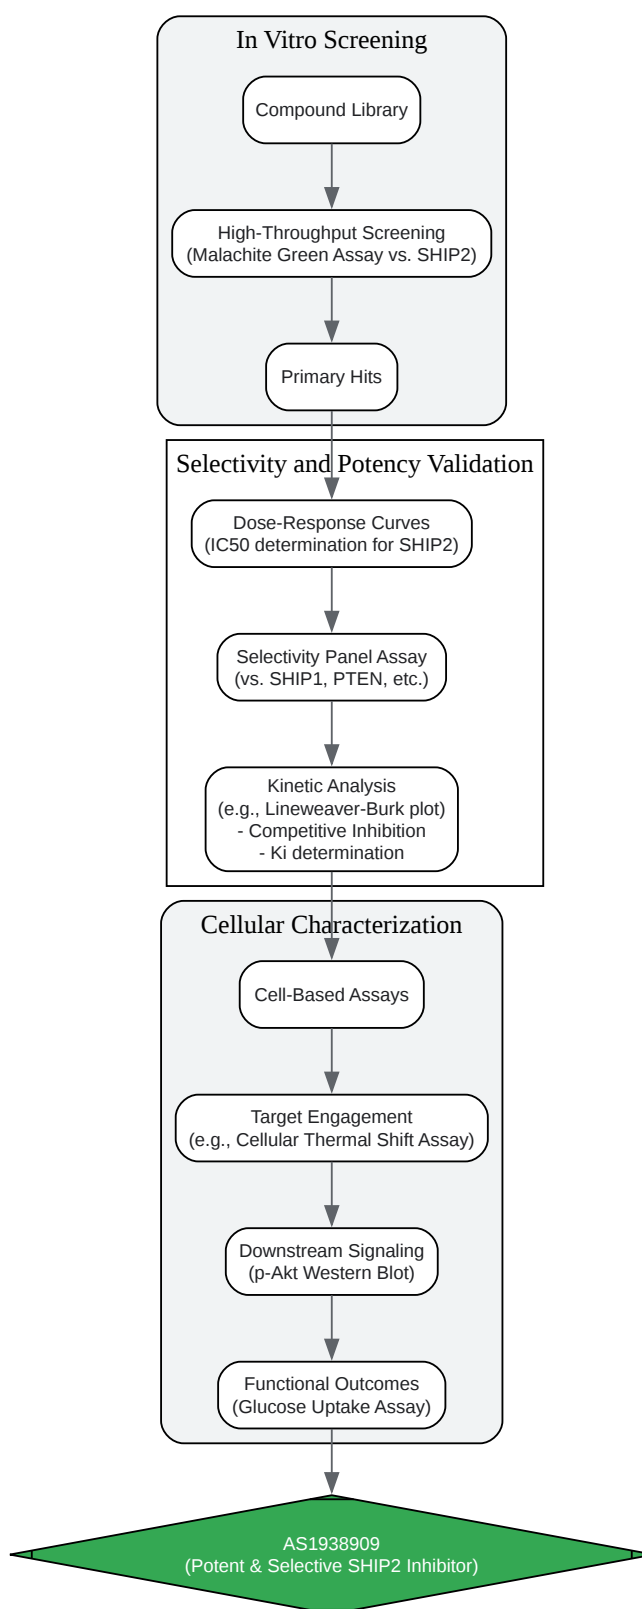 In Vitro Screening
Compound Library
High-Throughput Screening
(Malachite Green Assay vs. SHIP2)
Primary Hits
Selectivity and Potency Validation
Dose-Response Curves
(IC50 determination for SHIP2)
Selectivity Panel Assay
(vs. SHIP1, PTEN, etc.)
Kinetic Analysis
(e.g., Lineweaver-Burk plot)
- Competitive Inhibition
- Ki determination
Cellular Characterization
Cell-Based Assays
Target Engagement
(e.g., Cellular Thermal Shift Assay)
Downstream Signaling
(p-Akt Western Blot)
Functional Outcomes
(Glucose Uptake Assay)
AS1938909
(Potent & Selective SHIP2 Inhibitor)